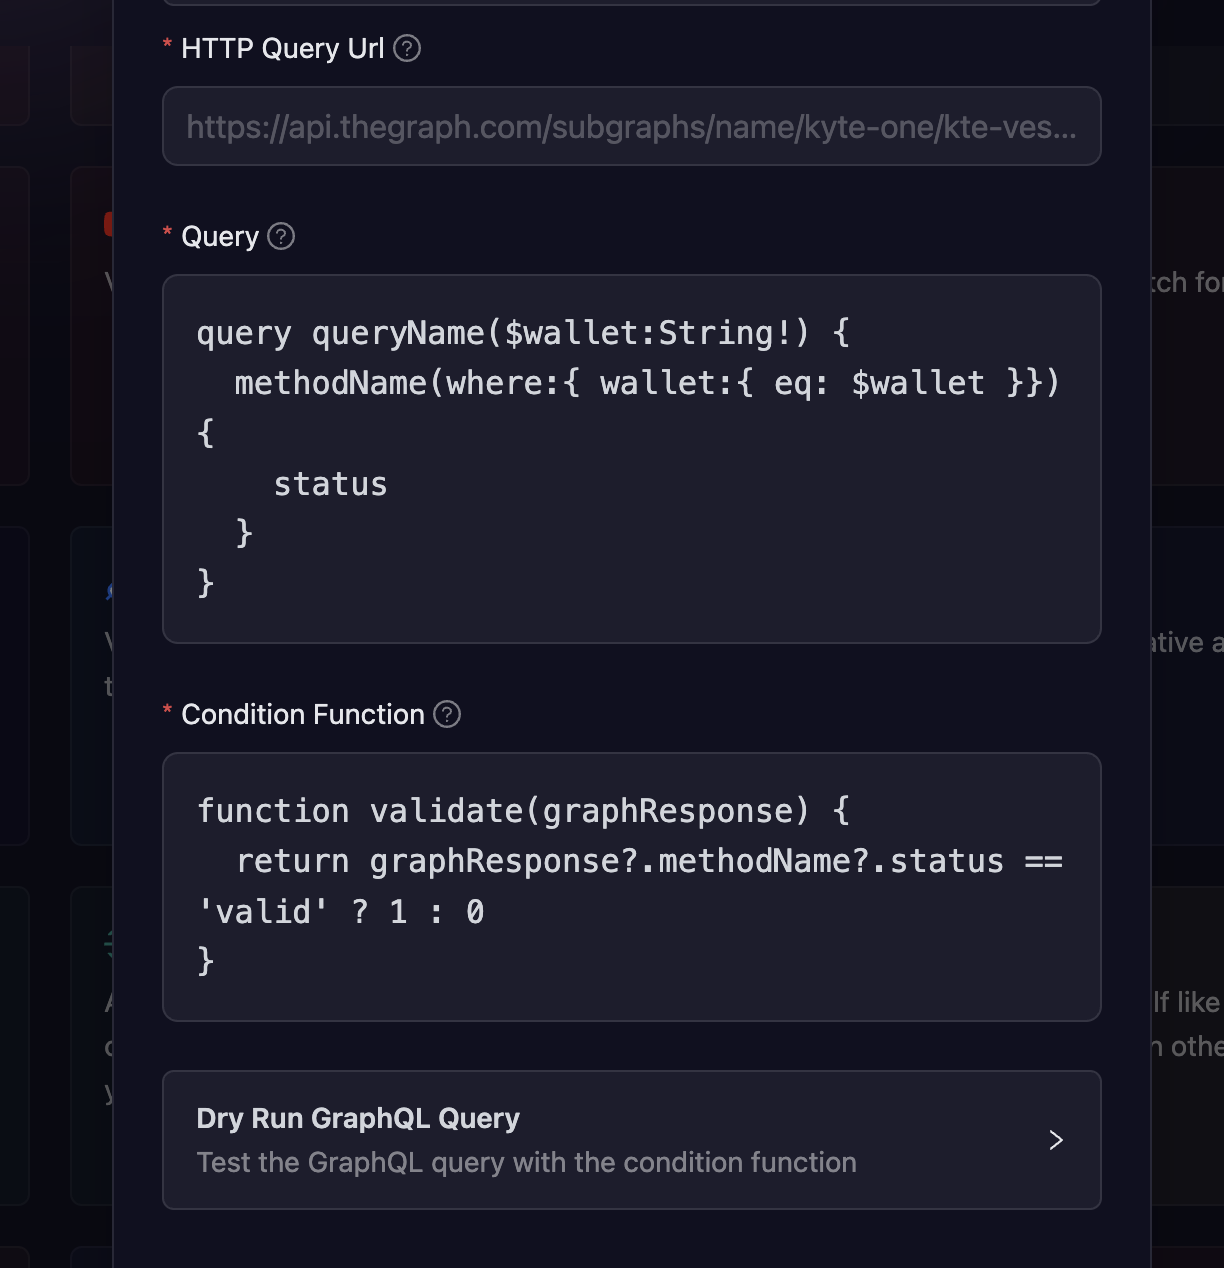 * HTTP Query Url ?
https://api.thegraph.com/subgraphs/name/kyte-one/kte-ves...
* Query ?
query queryName($wallet:String!) {
  methodName(where:{ wallet:{ eq: $wallet }})
{
    status
  }
}
tch for
ative a
* Condition Function ?
function validate(graphResponse) {
  return graphResponse?.methodName?.status ==
'valid' ? 1 : 0
}
lf like
n othe
Dry Run GraphQL Query
Test the GraphQL query with the condition function